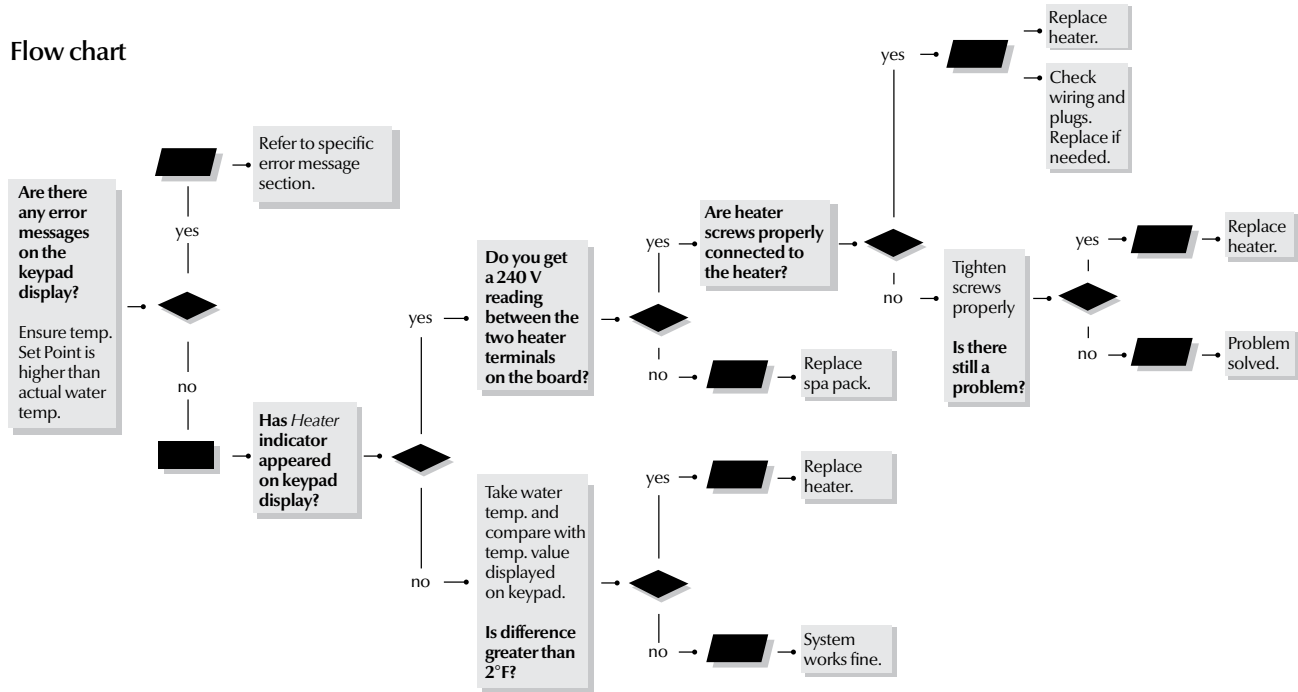 Flow chart
Are there
any error
messages
on the
keypad
display?
Ensure temp.
Set Point is
higher than
actual water
temp.
yes
Refer to specific
error message
section.
no
Has Heater
indicator
appeared
on keypad
display?
yes
Do you get
a 240 V
reading
between the
two heater
terminals
on the board?
yes
Are heater
screws properly
connected to
the heater?
yes
Replace
heater.
Check
wiring and
plugs.
Replace if
needed.
no
Tighten
screws
properly
Is there
still a
problem?
yes
Replace
heater.
no
Problem
solved.
no
Replace
spa pack.
no
Take water
temp. and
compare with
temp. value
displayed
on keypad.
Is difference
greater than
2°F?
yes
Replace
heater.
no
System
works fine.